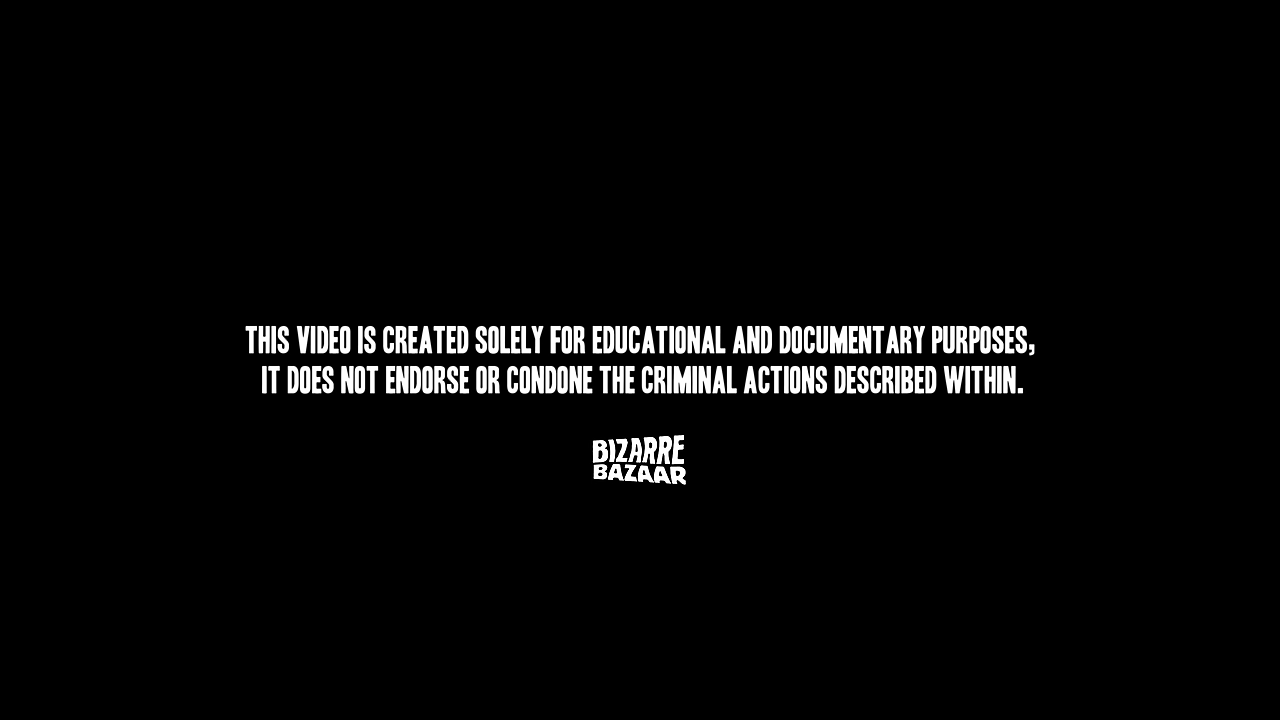 THIS VIDEO IS CREATED SOLELY FOR EDUCATIONAL AND DOCUMENTARY PURPOSES,
IT DOES NOT ENDORSE OR CONDONE THE CRIMINAL ACTIONS DESCRIBED WITHIN.
BIZARRE
BAZAAR